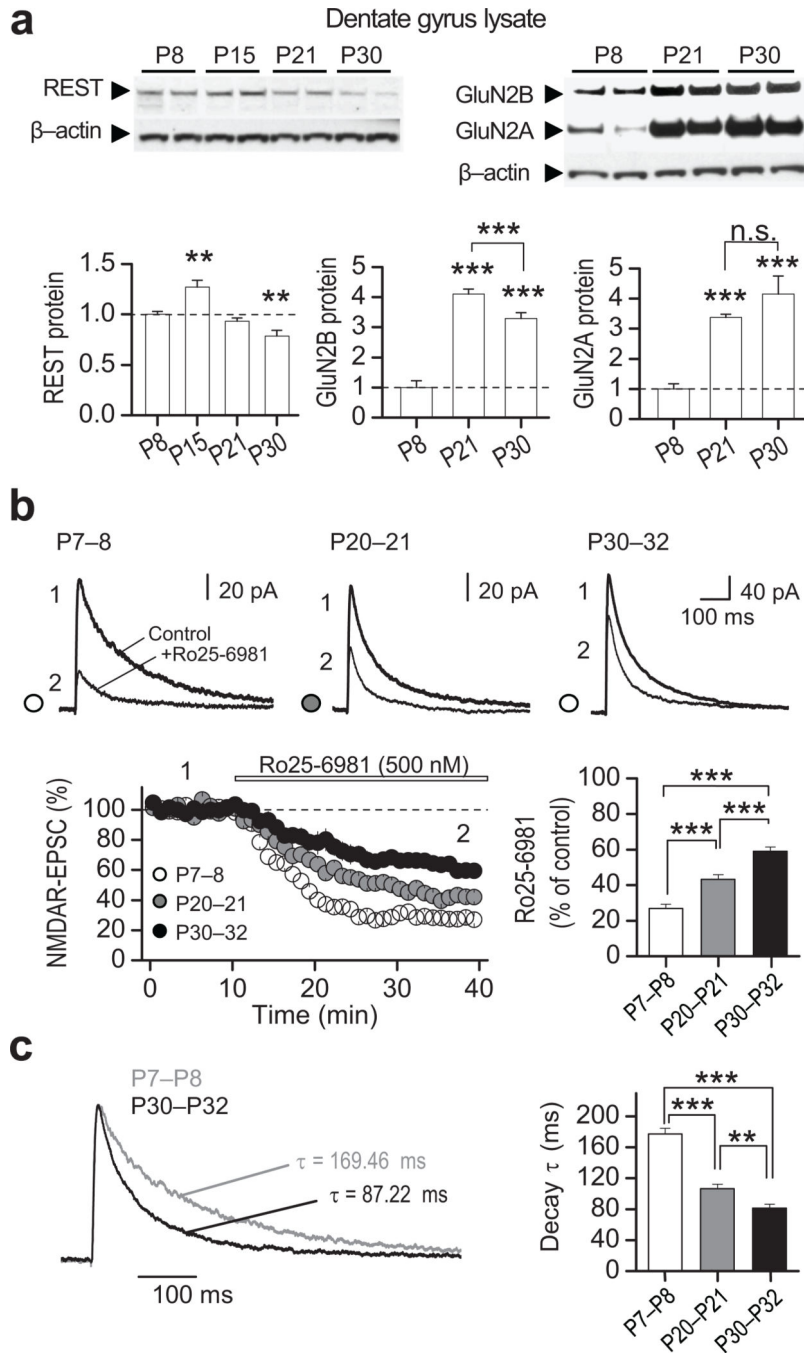 a
Dentate gyrus lysate
P8 P15 P21 P30
REST
β–actin
P8 P21 P30
GluN2B
GluN2A
β–actin
REST protein
1.5
1.0
0.5
0.0
**
**
P8 P15 P21 P30
GluN2B protein
5
4
3
2
1
0
***
***
***
P8 P21 P30
GluN2A protein
5
4
3
2
1
0
n.s.
***
***
P8 P21 P30
b
P7–8
1
20 pA
Control
+Ro25-6981
2
P20–21
1
20 pA
2
P30–32
1
40 pA
100 ms
2
NMDAR-EPSC (%)
100
80
60
40
20
0
1
Ro25-6981 (500 nM)
2
P7–8
P20–21
P30–32
0 10 20 30 40
Time (min)
Ro25-6981
(% of control)
100
80
60
40
20
0
***
***
***
P7–P8 P20–P21 P30–P32
c
P7–P8
P30–P32
τ = 169.46 ms
τ = 87.22 ms
100 ms
Decay τ (ms)
200
160
120
80
40
0
***
***
**
P7–P8 P20–P21 P30–P32